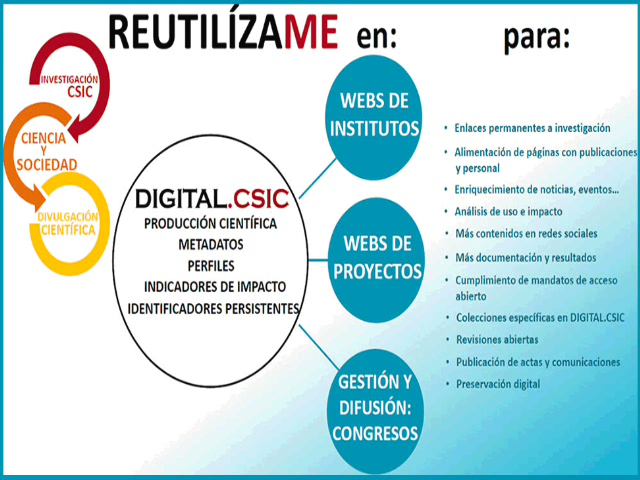 REUTILÍZAME en: para:
INVESTIGACIÓN
CSIC
CIENCIA
Y
SOCIEDAD
DIVULGACIÓN
CIENTÍFICA
DIGITAL.CSIC
PRODUCCIÓN CIENTÍFICA
METADATOS
PERFILES
INDICADORES DE IMPACTO
IDENTIFICADORES PERSISTENTES
WEBS DE
INSTITUTOS
WEBS DE
PROYECTOS
GESTIÓN Y
DIFUSIÓN:
CONGRESOS
• Enlaces permanentes a investigación
• Alimentación de páginas con publicaciones
y personal
• Enriquecimiento de noticias, eventos...
• Análisis de uso e impacto
• Más contenidos en redes sociales
• Más documentación y resultados
• Cumplimiento de mandatos de acceso
abierto
• Colecciones específicas en DIGITAL.CSIC
• Revisiones abiertas
• Publicación de actas y comunicaciones
• Preservación digital